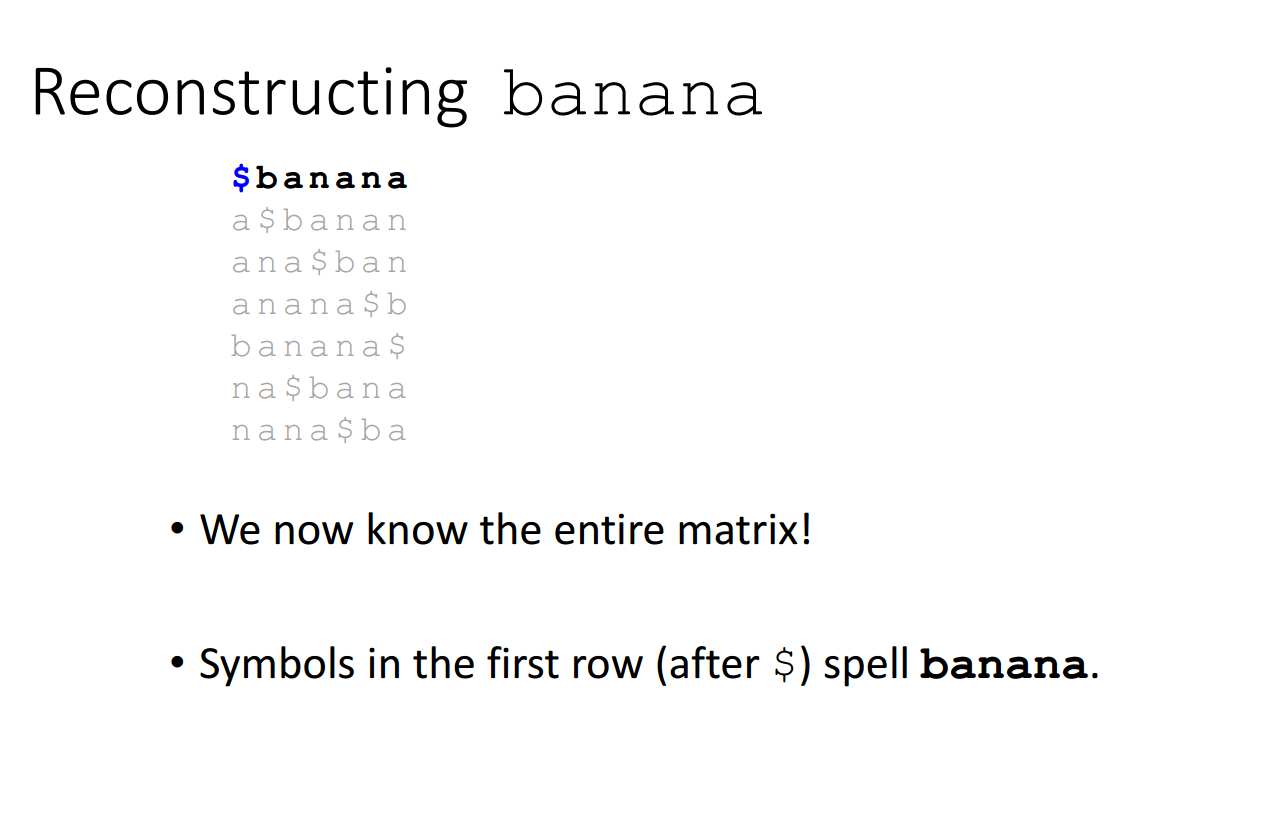 Reconstructing banana
$banana
a$banan
ana$ban
anana$b
banana$
na$bana
nana$ba
• We now know the entire matrix!
• Symbols in the first row (after $) spell banana.